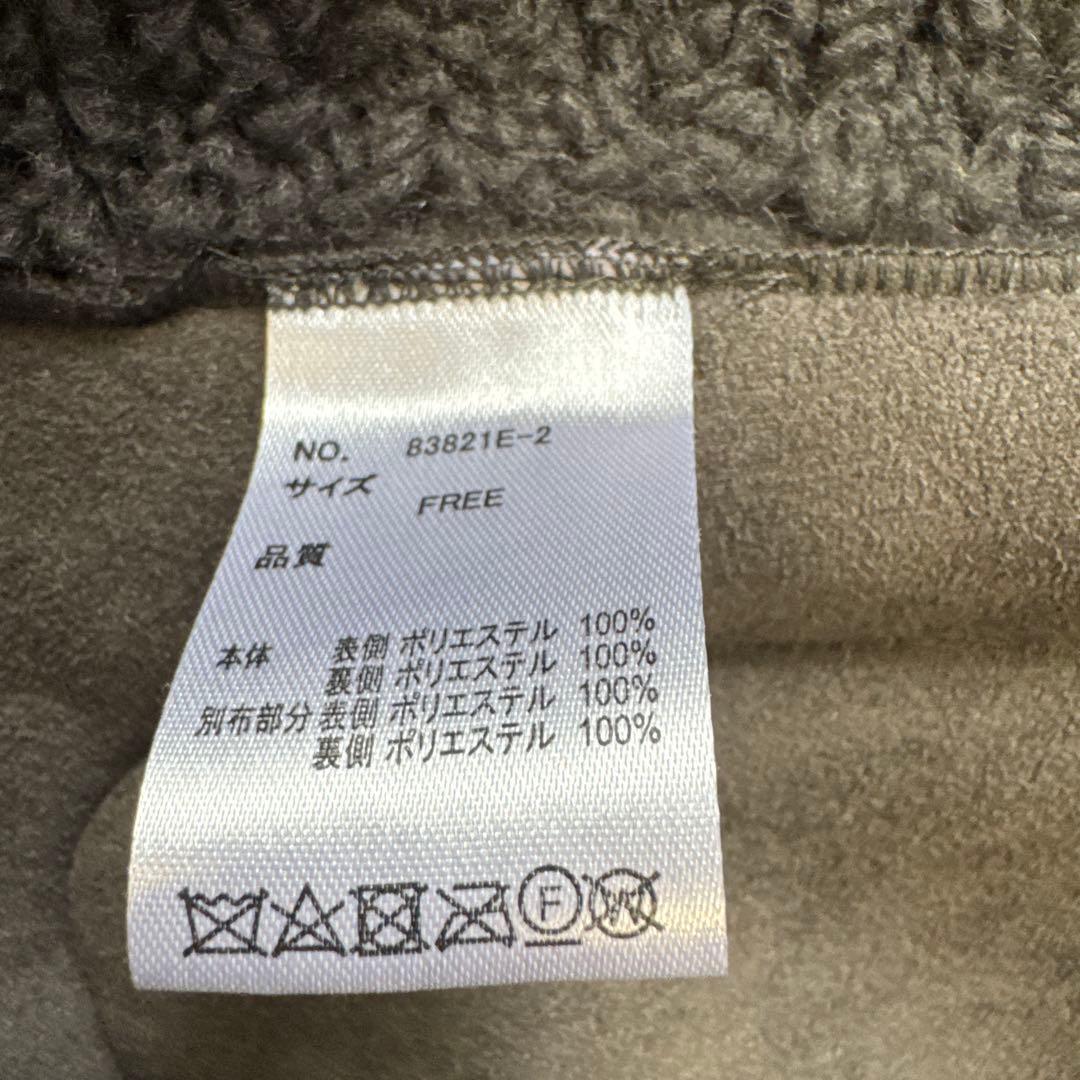 NO. 83821E-2
サイズ FREE
品質
本体 表側 ポリエステル 100%
裏側 ポリエステル 100%
別布部分 表側 ポリエステル 100%
裏側 ポリエステル 100%
F W